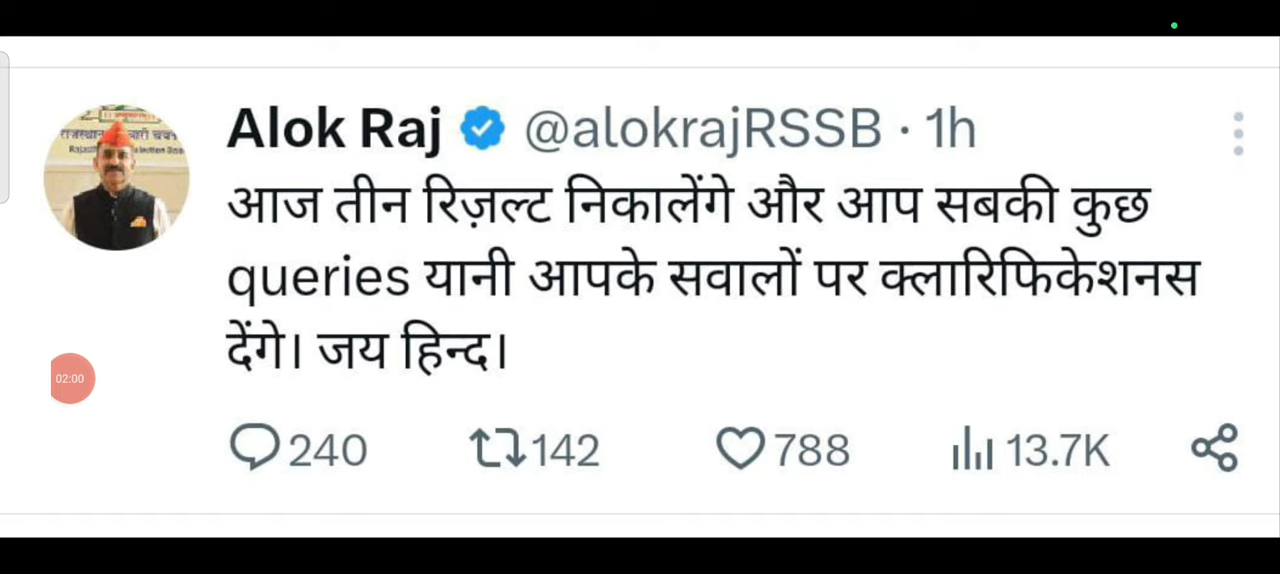 Alok Raj @alokrajRSSB · 1h
आज तीन रिज़ल्ट निकालेंगे और आप सबकी कुछ
queries यानी आपके सवालों पर क्लारिफिकेशनस
देंगे। जय हिन्द।
02:00
240 142 788 13.7K